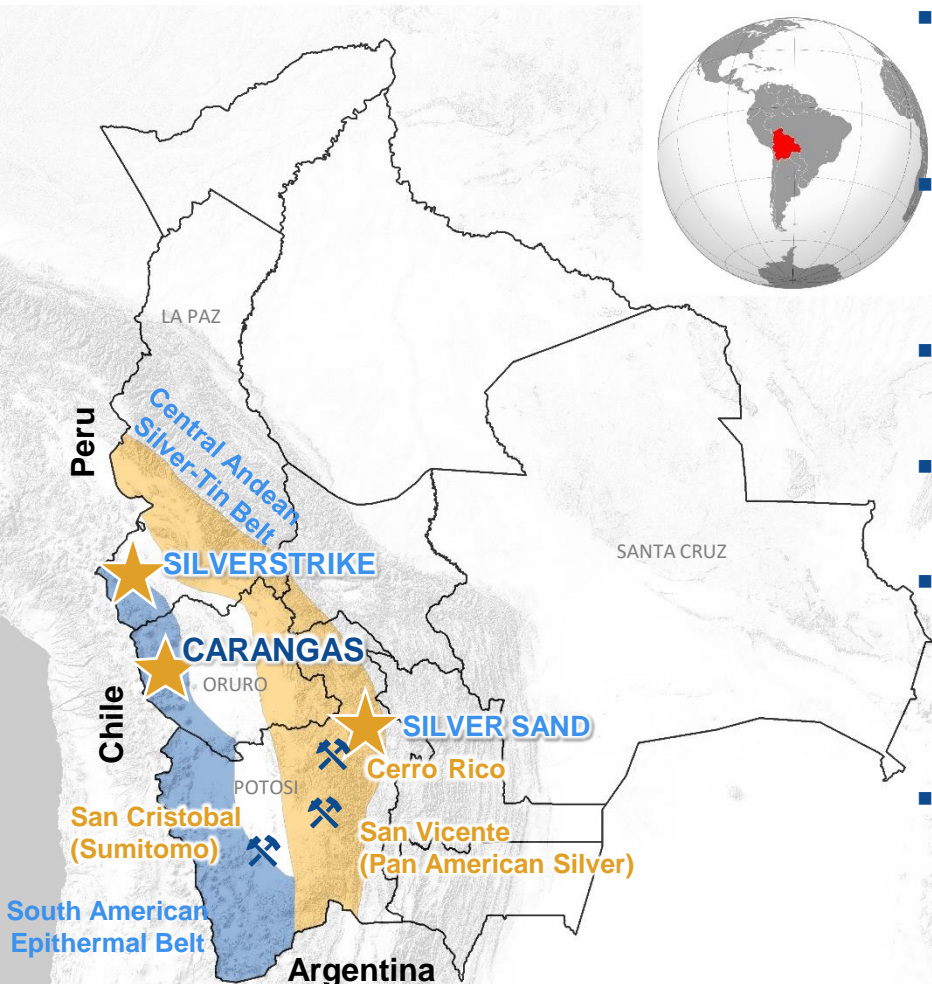 LA PAZ
Central Andean
Silver-Tin Belt
Peru
SILVERSTRIKE
SANTA CRUZ
CARANGAS
ORURO
Chile
SILVER SAND
Cerro Rico
POTOSI
San Cristobal
(Sumitomo)
San Vicente
(Pan American Silver)
South American
Epithermal Belt
Argentina